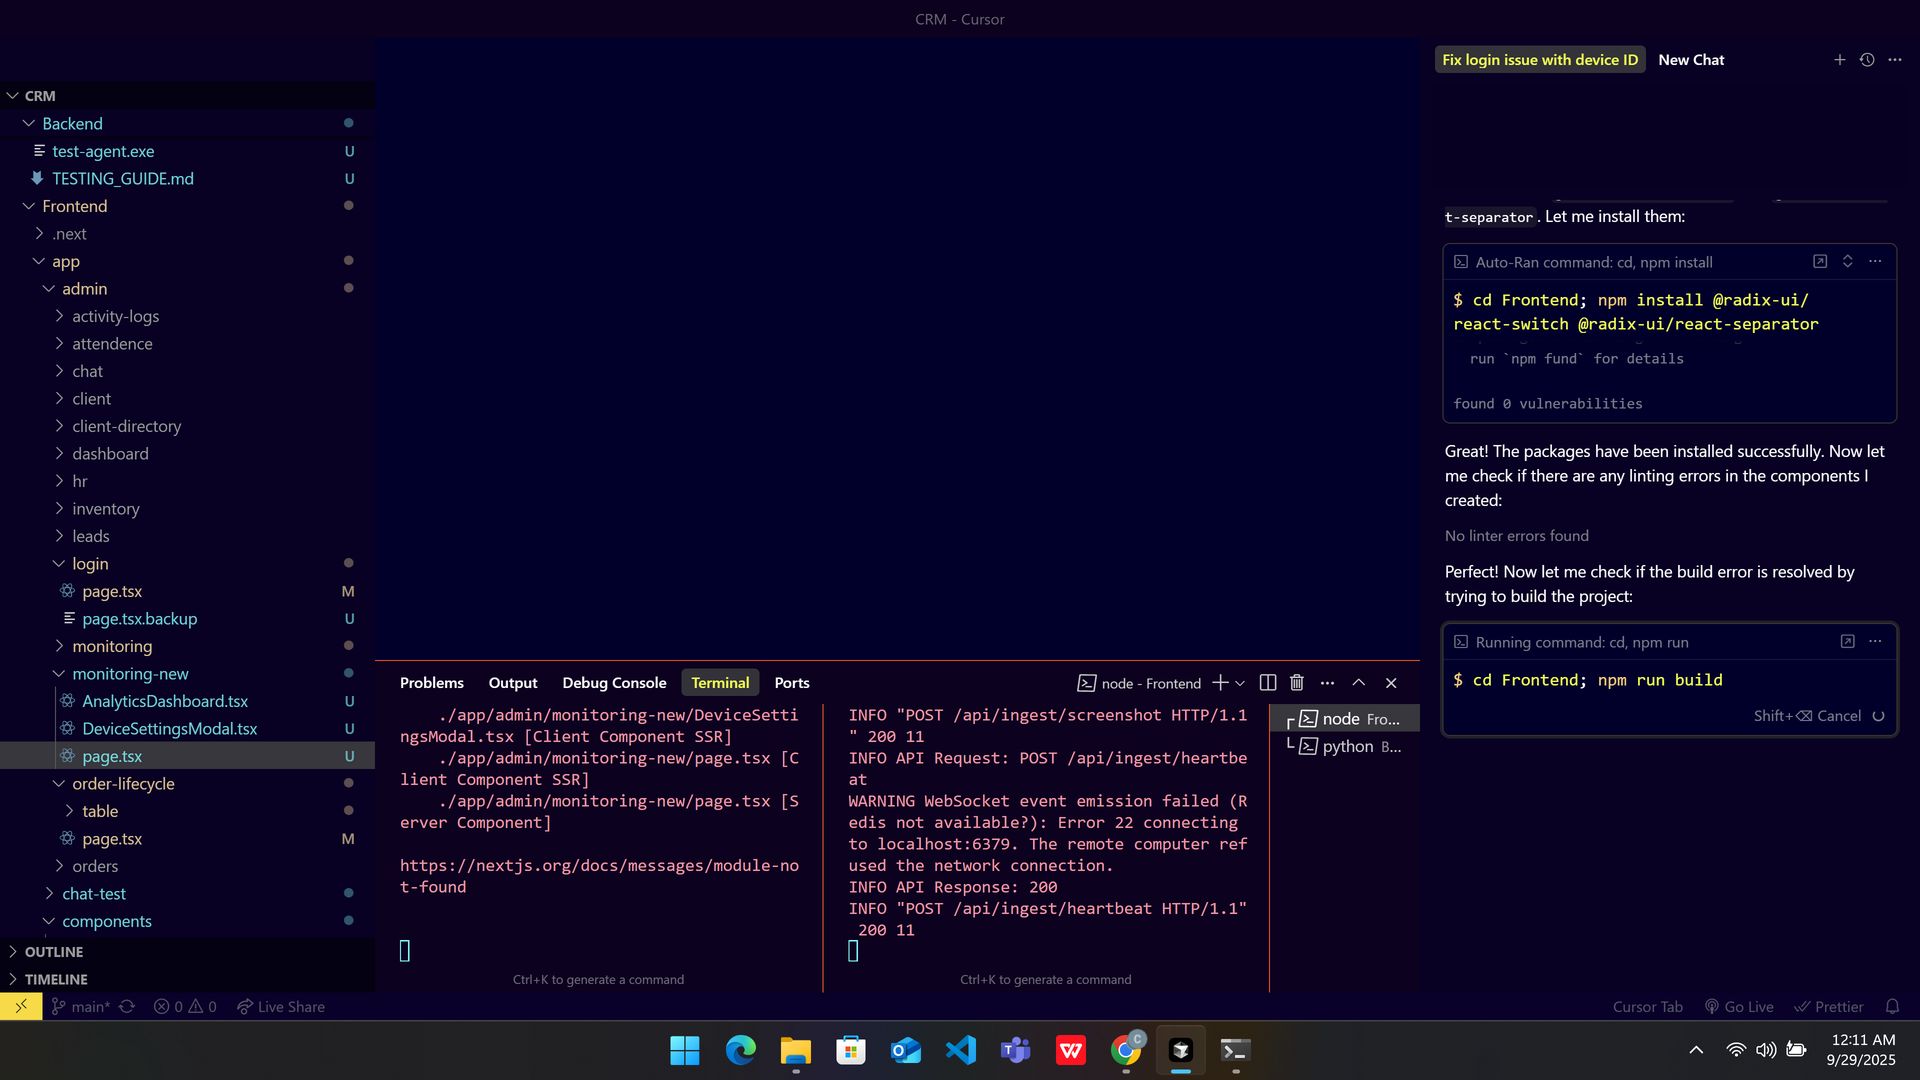 CRM - Cursor
CRM
Backend
test-agent.exe U
TESTING_GUIDE.md U
Frontend
.next
app
admin
activity-logs
attendence
chat
client
client-directory
dashboard
hr
inventory
leads
login
page.tsx M
page.tsx.backup U
monitoring
monitoring-new
AnalyticsDashboard.tsx U
DeviceSettingsModal.tsx U
page.tsx U
order-lifecycle
table
page.tsx M
orders
chat-test
components
OUTLINE
TIMELINE
Problems Output Debug Console Terminal Ports
node - Frontend
./app/admin/monitoring-new/DeviceSetti
ngsModal.tsx [Client Component SSR]
./app/admin/monitoring-new/page.tsx [C
lient Component SSR]
./app/admin/monitoring-new/page.tsx [S
erver Component]
https://nextjs.org/docs/messages/module-no
t-found
Ctrl+K to generate a command
INFO "POST /api/ingest/screenshot HTTP/1.1
" 200 11
INFO API Request: POST /api/ingest/heartbe
at
WARNING WebSocket event emission failed (R
edis not available?): Error 22 connecting
to localhost:6379. The remote computer ref
used the network connection.
INFO API Response: 200
INFO "POST /api/ingest/heartbeat HTTP/1.1"
200 11
Ctrl+K to generate a command
node Fro...
python B...
Fix login issue with device ID New Chat
t-separator. Let me install them:
Auto-Ran command: cd, npm install
$ cd Frontend; npm install @radix-ui/
react-switch @radix-ui/react-separator
run `npm fund` for details
found 0 vulnerabilities
Great! The packages have been installed successfully. Now let
me check if there are any linting errors in the components I
created:
No linter errors found
Perfect! Now let me check if the build error is resolved by
trying to build the project:
Running command: cd, npm run
$ cd Frontend; npm run build
Shift+⌫ Cancel
main* 0 0 Live Share
Cursor Tab Go Live Prettier
12:11 AM
9/29/2025